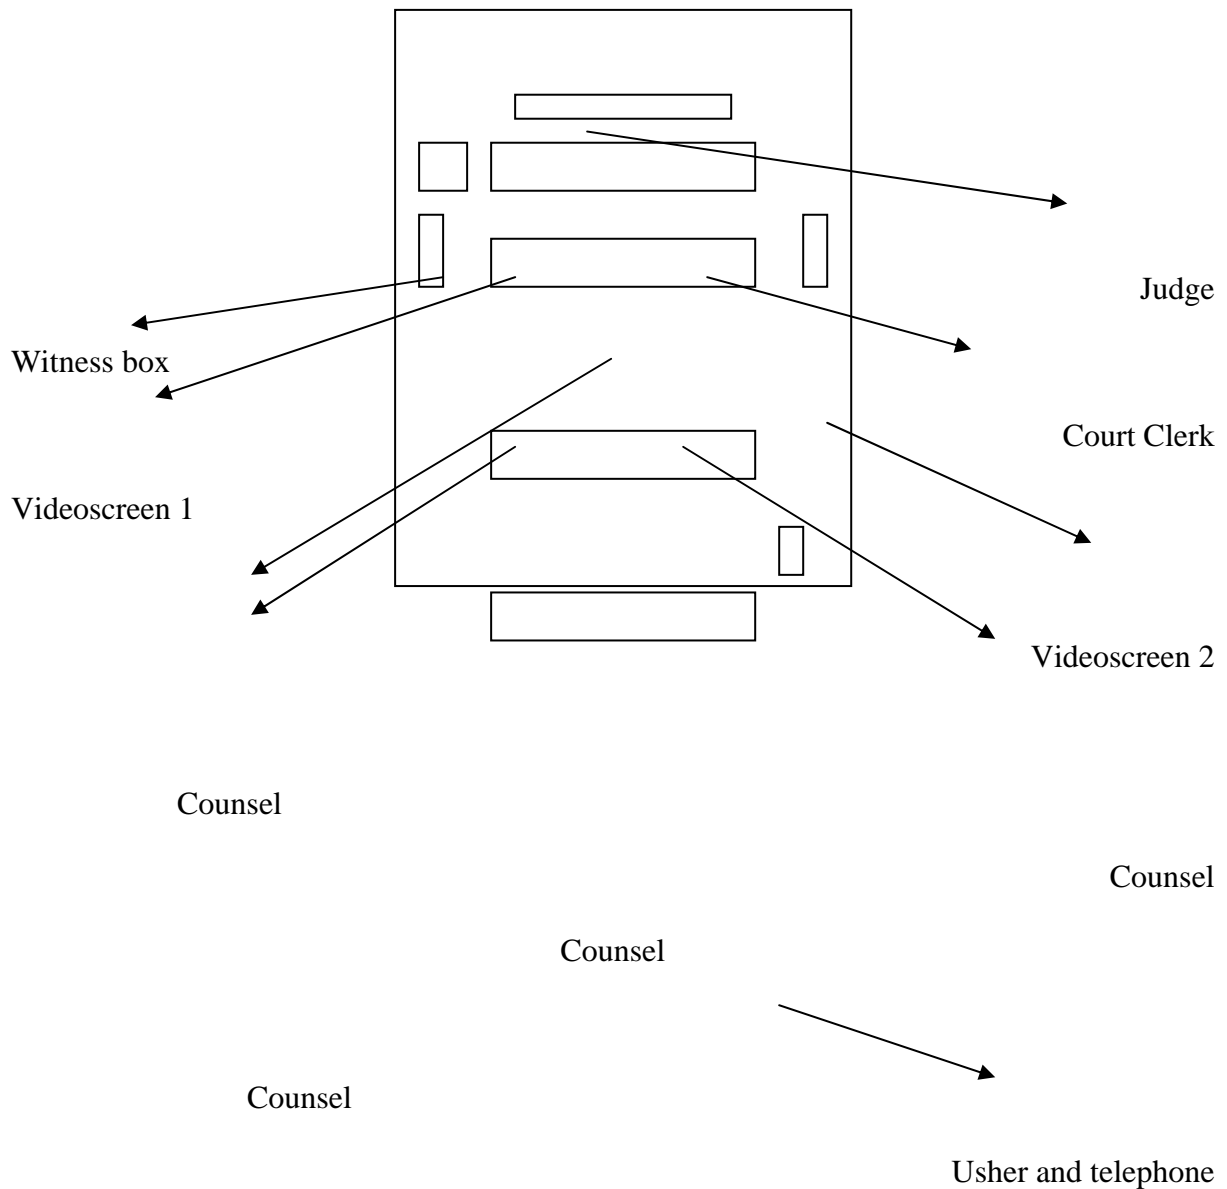 Judge
Witness box
Court Clerk
Videoscreen 1
Videoscreen 2
Counsel
Counsel
Counsel
Counsel
Usher and telephone